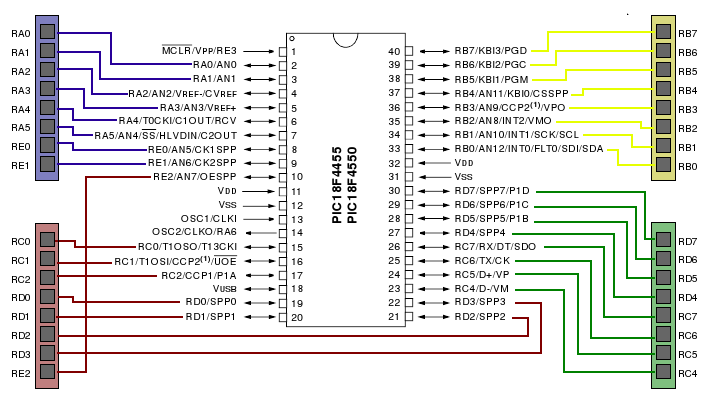 RA0
RA1
RA2
RA3
RA4
RA5
RE0
RE1
RC0
RC1
RC2
RD0
RD1
RD2
RD3
RE2
MCLR/VPP/RE3
RA0/AN0
RA1/AN1
RA2/AN2/VREF-/CVREF
RA3/AN3/VREF+
RA4/T0CKI/C1OUT/RCV
RA5/AN4/SS/HLVDIN/C2OUT
RE0/AN5/CK1SPP
RE1/AN6/CK2SPP
RE2/AN7/OESPP
VDD
VSS
OSC1/CLKI
OSC2/CLKO/RA6
RC0/T1OSO/T13CKI
RC1/T1OSI/CCP2(1)/UOE
RC2/CCP1/P1A
VUSB
RD0/SPP0
RD1/SPP1
1
2
3
4
5
6
7
8
9
10
11
12
13
14
15
16
17
18
19
20
PIC18F4455
PIC18F4550
40
39
38
37
36
35
34
33
32
31
30
29
28
27
26
25
24
23
22
21
RB7/KBI3/PGD
RB6/KBI2/PGC
RB5/KBI1/PGM
RB4/AN11/KBI0/CSSPP
RB3/AN9/CCP2(1)/VPO
RB2/AN8/INT2/VMO
RB1/AN10/INT1/SCK/SCL
RB0/AN12/INT0/FLT0/SDI/SDA
VDD
VSS
RD7/SPP7/P1D
RD6/SPP6/P1C
RD5/SPP5/P1B
RD4/SPP4
RC7/RX/DT/SDO
RC6/TX/CK
RC5/D+/VP
RC4/D-/VM
RD3/SPP3
RD2/SPP2
RB7
RB6
RB5
RB4
RB3
RB2
RB1
RB0
RD7
RD6
RD5
RD4
RC7
RC6
RC5
RC4